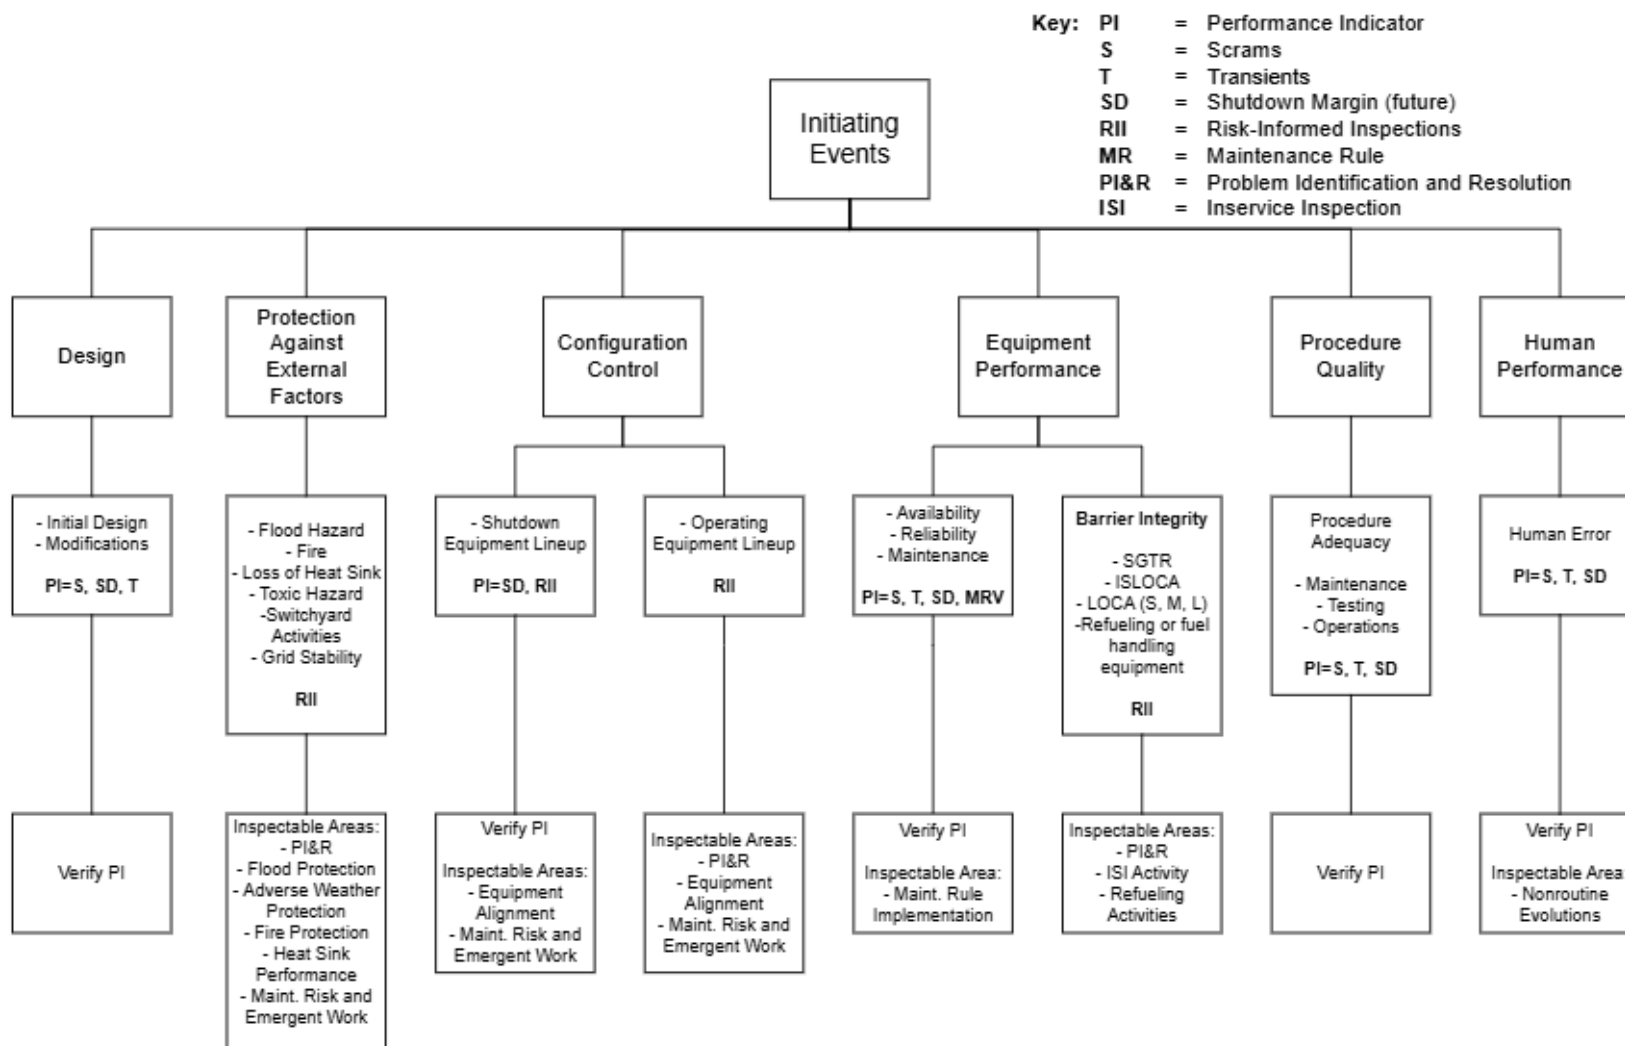 Key: PI = Performance Indicator
S = Scrams
T = Transients
SD = Shutdown Margin (future)
RII = Risk-Informed Inspections
MR = Maintenance Rule
PI&R = Problem Identification and Resolution
ISI = Inservice Inspection
Initiating
Events
Design
Protection
Against
External
Factors
Configuration
Control
Equipment
Performance
Procedure
Quality
Human
Performance
- Initial Design
- Modifications
PI=S, SD, T
- Flood Hazard
- Fire
- Loss of Heat Sink
- Toxic Hazard
-Switchyard
Activities
- Grid Stability
RII
- Shutdown
Equipment Lineup
PI=SD, RII
- Operating
Equipment Lineup
RII
- Availability
- Reliability
- Maintenance
PI=S, T, SD, MRV
Barrier Integrity
- SGTR
- ISLOCA
- LOCA (S, M, L)
-Refueling or fuel
handling
equipment
RII
Procedure
Adequacy
- Maintenance
- Testing
- Operations
PI=S, T, SD
Human Error
PI=S, T, SD
Verify PI
Inspectable Areas:
- PI&R
- Flood Protection
- Adverse Weather
Protection
- Fire Protection
- Heat Sink
Performance
- Maint. Risk and
Emergent Work
Verify PI
Inspectable Areas:
- Equipment
Alignment
- Maint. Risk and
Emergent Work
Inspectable Areas:
- PI&R
- Equipment
Alignment
- Maint. Risk and
Emergent Work
Verify PI
Inspectable Area:
- Maint. Rule
Implementation
Inspectable Areas:
- PI&R
- ISI Activity
- Refueling
Activities
Verify PI
Verify PI
Inspectable Area:
- Nonroutine
Evolutions